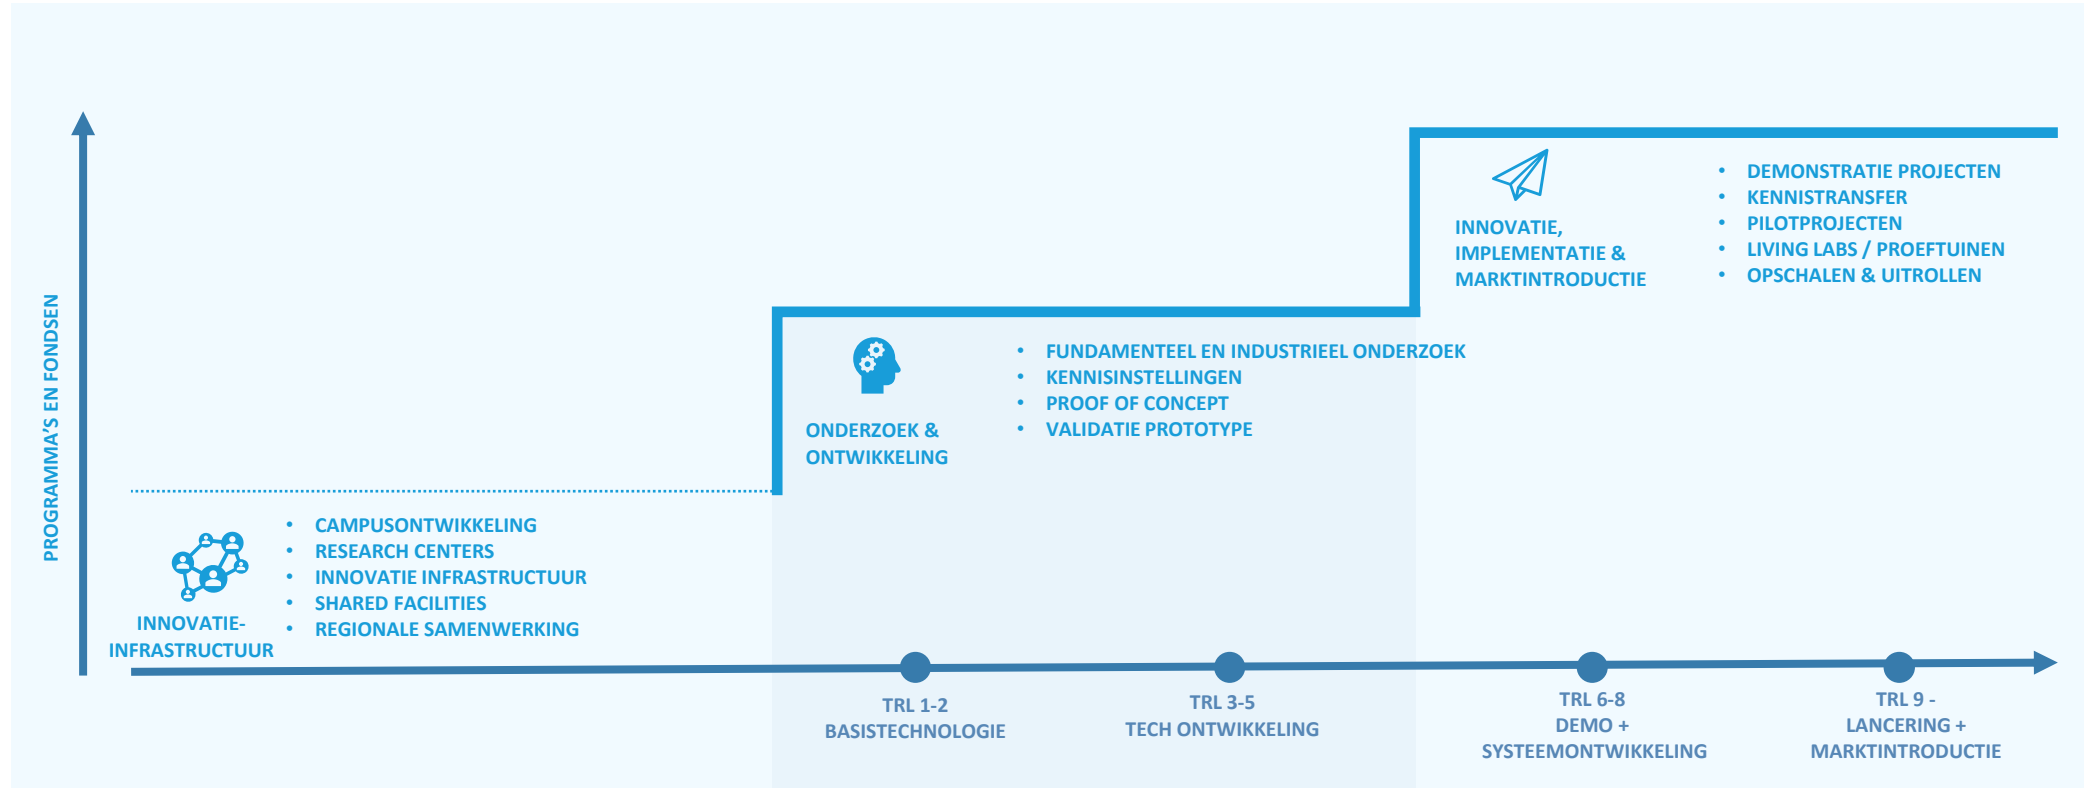 PROGRAMMA'S EN FONDSEN
INNOVATIE-
INFRASTRUCTUUR
• CAMPUSONTWIKKELING
• RESEARCH CENTERS
• INNOVATIE INFRASTRUCTUUR
• SHARED FACILITIES
• REGIONALE SAMENWERKING
ONDERZOEK &
ONTWIKKELING
• FUNDAMENTEEL EN INDUSTRIEEL ONDERZOEK
• KENNISINSTELLINGEN
• PROOF OF CONCEPT
• VALIDATIE PROTOTYPE
INNOVATIE,
IMPLEMENTATIE &
MARKTINTRODUCTIE
• DEMONSTRATIE PROJECTEN
• KENNISTRANSFER
• PILOTPROJECTEN
• LIVING LABS / PROEFTUINEN
• OPSCHALEN & UITROLLEN
TRL 1-2
BASISTECHNOLOGIE
TRL 3-5
TECH ONTWIKKELING
TRL 6-8
DEMO +
SYSTEEMONTWIKKELING
TRL 9 -
LANCERING +
MARKTINTRODUCTIE